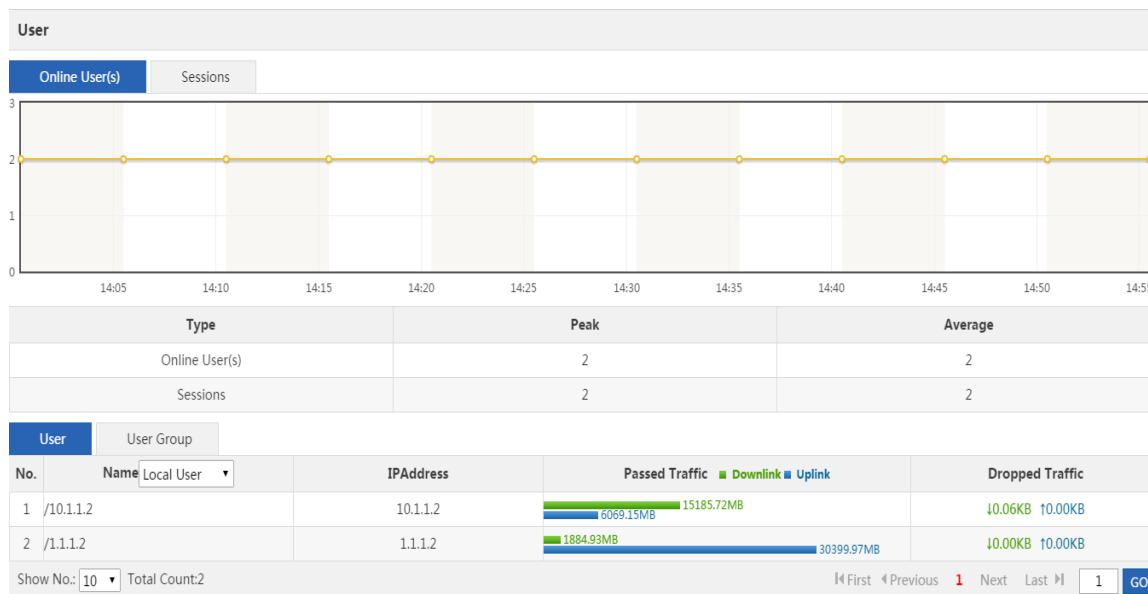 User
Online User(s) Sessions
3
2
1
0
14:05 14:10 14:15 14:20 14:25 14:30 14:35 14:40 14:45 14:50 14:5
Type Peak Average
Online User(s) 2 2
Sessions 2 2
User User Group
No. Name Local User IPAddress Passed Traffic Downlink Uplink Dropped Traffic
1 /10.1.1.2 10.1.1.2 15185.72MB 6069.15MB ↓0.06KB ↑0.00KB
2 /1.1.1.2 1.1.1.2 1884.93MB 30399.97MB ↓0.00KB ↑0.00KB
Show No.: 10 Total Count:2 First Previous 1 Next Last 1 GO